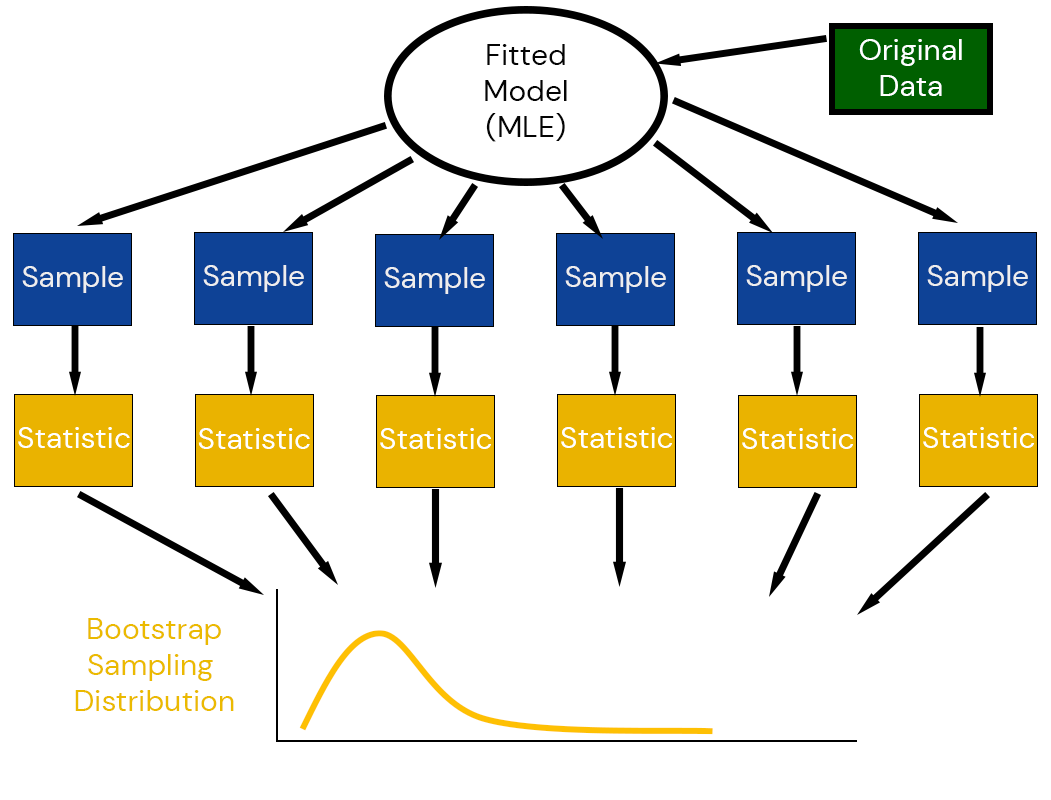 Fitted
Model
(MLE)
Original
Data
Sample
Sample
Sample
Sample
Sample
Sample
Statistic
Statistic
Statistic
Statistic
Statistic
Statistic
Bootstrap
Sampling
Distribution